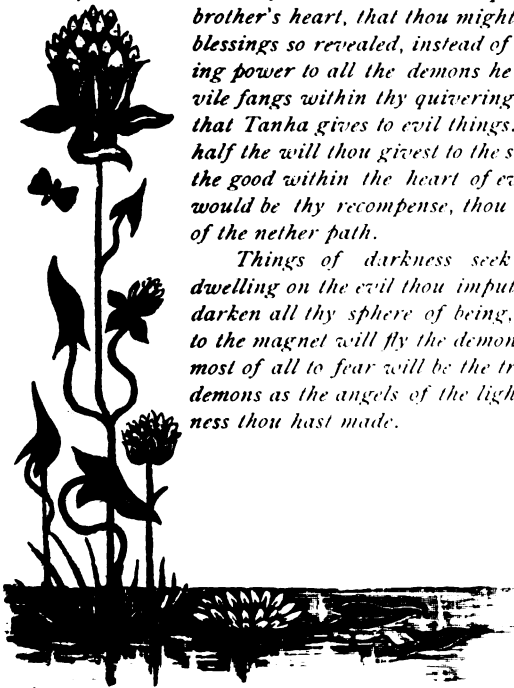 brother's heart, that thou might
blessings so revealed, instead of
ing power to all the demons he
vile fangs within thy quivering
that Tanha gives to evil things.
half the will thou givest to the s
the good within the heart of ev
would be thy recompense, thou
of the nether path.
Things of darkness seek
dwelling on the evil thou imput
darken all thy sphere of being,
to the magnet will fly the demon
most of all to fear will be the tr
demons as the angels of the ligh
ness thou hast made.